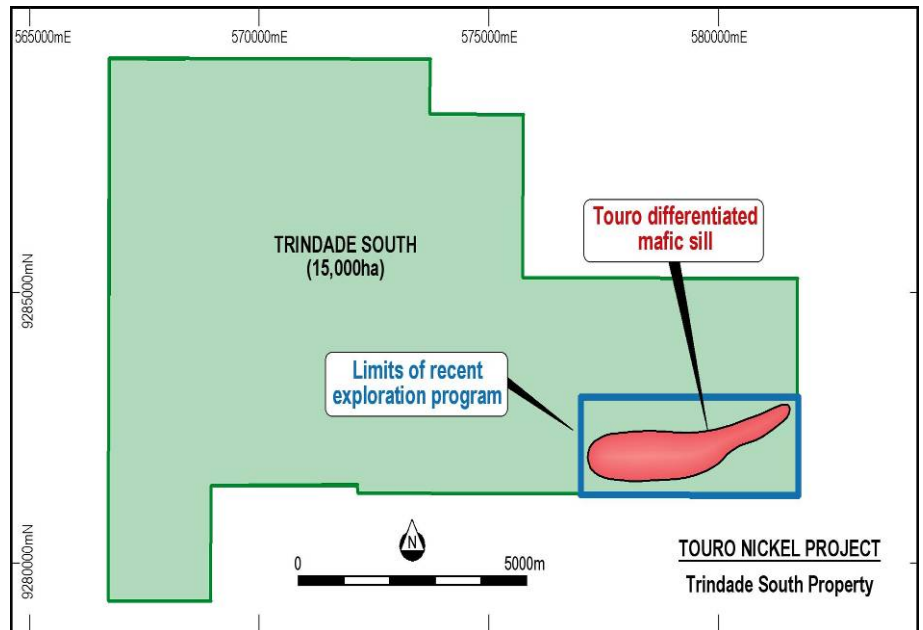 565000mE
570000mE
575000mE
580000mE
Touro differentiated
mafic sill
TRINDADE SOUTH
(15,000ha)
9285000mN
Limits of recent
exploration program
N
0
5000m
TOURO NICKEL PROJECT
Trindade South Property
9280000mN